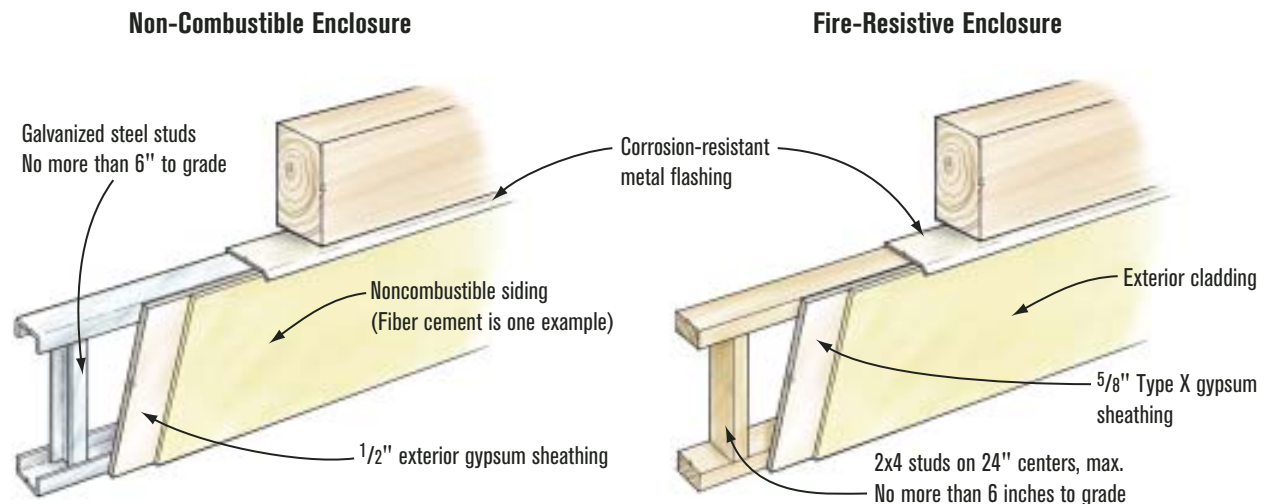 Non-Combustible Enclosure
Galvanized steel studs
No more than 6" to grade
Noncombustible siding
(Fiber cement is one example)
1/2" exterior gypsum sheathing
Corrosion-resistant
metal flashing
Fire-Resistive Enclosure
Exterior cladding
5/8" Type X gypsum
sheathing
2x4 studs on 24" centers, max.
No more than 6 inches to grade